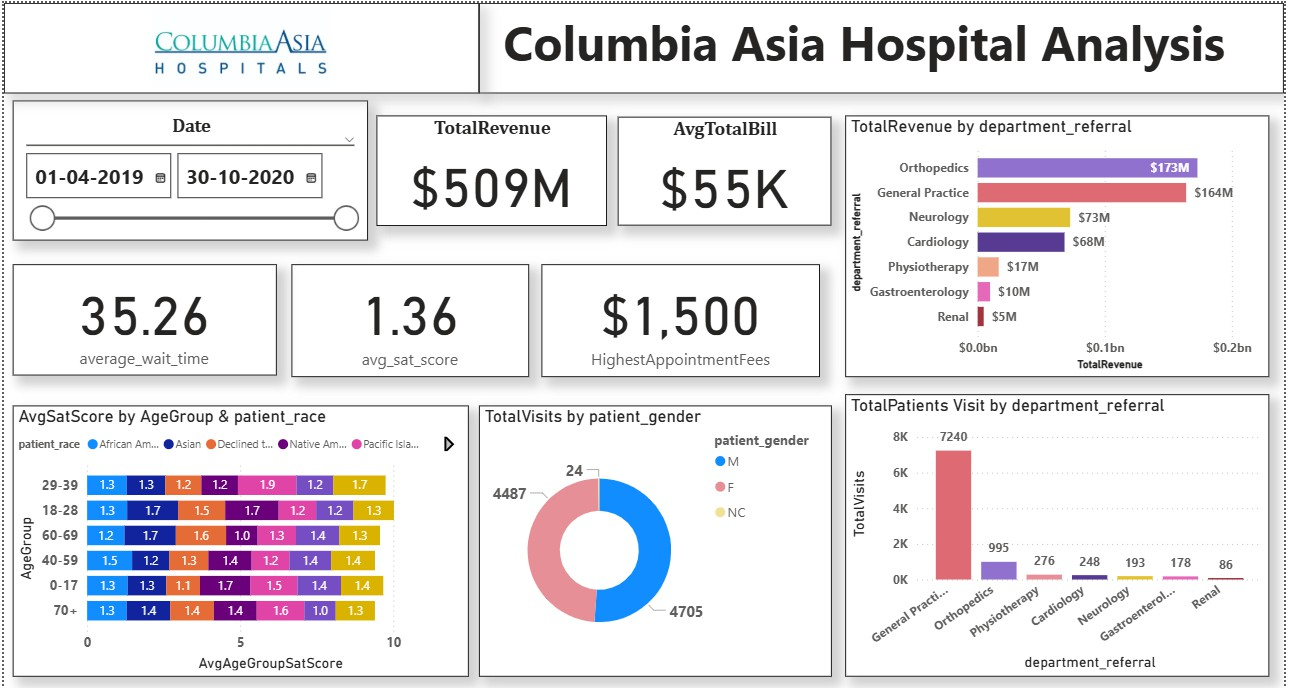 COLUMBIA ASIA
HOSPITALS
Columbia Asia Hospital Analysis
Date
01-04-2019
30-10-2020
TotalRevenue
$509M
AvgTotalBill
$55K
TotalRevenue by department_referral
department_referral
Orthopedics $173M
General Practice $164M
Neurology $73M
Cardiology $68M
Physiotherapy $17M
Gastroenterology $10M
Renal $5M
$0.0bn $0.1bn $0.2bn
TotalRevenue
35.26
average_wait_time
1.36
avg_sat_score
$1,500
HighestAppointmentFees
AvgSatScore by AgeGroup & patient_race
patient_race African Am... Asian Declined t... Native Am... Pacific Isla...
AgeGroup
29-39 1.3 1.3 1.2 1.2 1.9 1.2 1.7
18-28 1.3 1.7 1.5 1.7 1.2 1.2 1.3
60-69 1.2 1.7 1.6 1.0 1.3 1.4 1.3
40-59 1.5 1.2 1.3 1.4 1.2 1.4 1.4
0-17 1.3 1.3 1.1 1.7 1.5 1.4 1.4
70+ 1.3 1.4 1.4 1.4 1.6 1.0 1.3
0 5 10
AvgAgeGroupSatScore
TotalVisits by patient_gender
patient_gender
M
F
NC
24
4487
4705
TotalPatients Visit by department_referral
TotalVisits
8K
6K
4K
2K
0K
7240 995 276 248 193 178 86
General Practi... Orthopedics Physiotherapy Cardiology Neurology Gastroenterol... Renal
department_referral